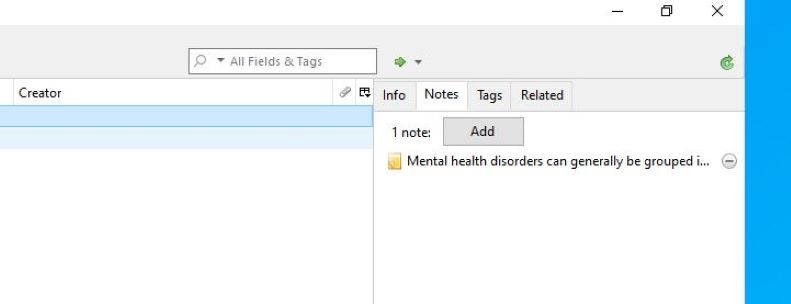 All Fields & Tags
Creator
Info Notes Tags Related
1 note: Add
Mental health disorders can generally be grouped i...